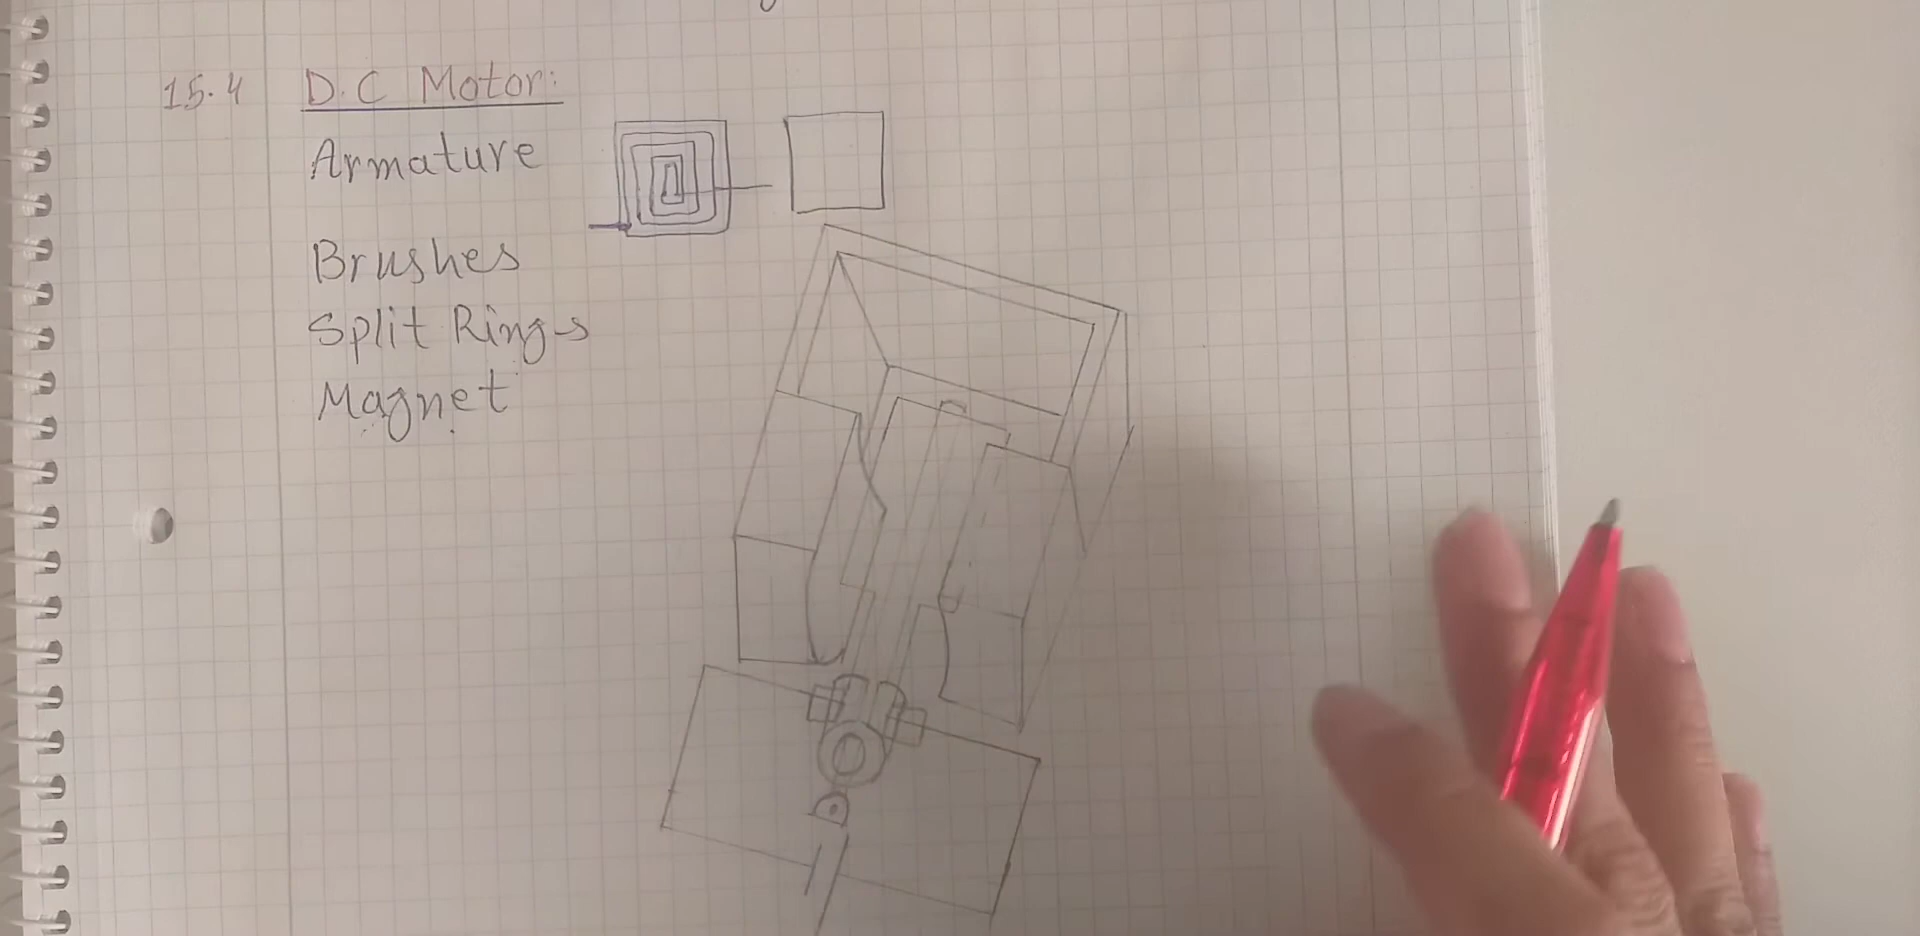 15.4 D.C Motor:
Armature
Brushes
Split Rings
Magnet